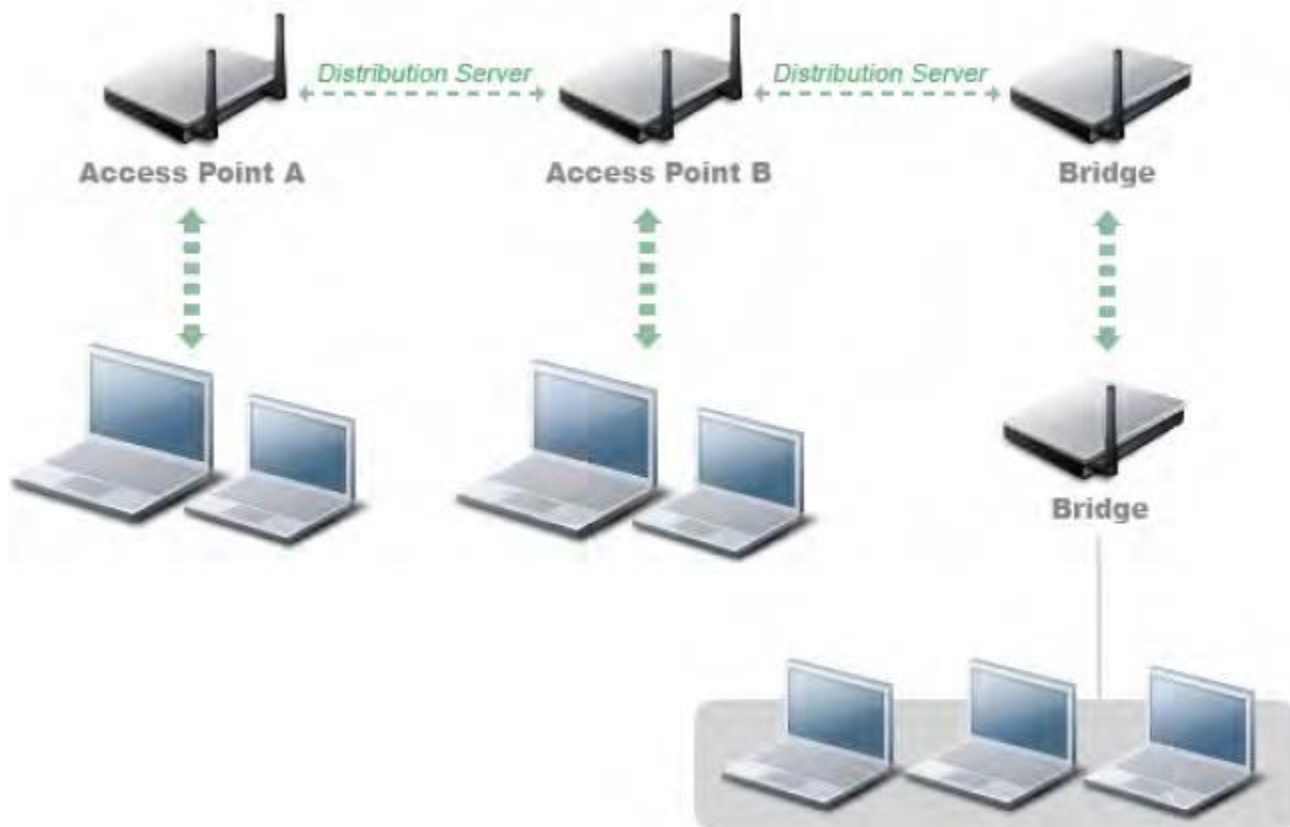 Distribution Server
Distribution Server
Access Point A
Access Point B
Bridge
Bridge